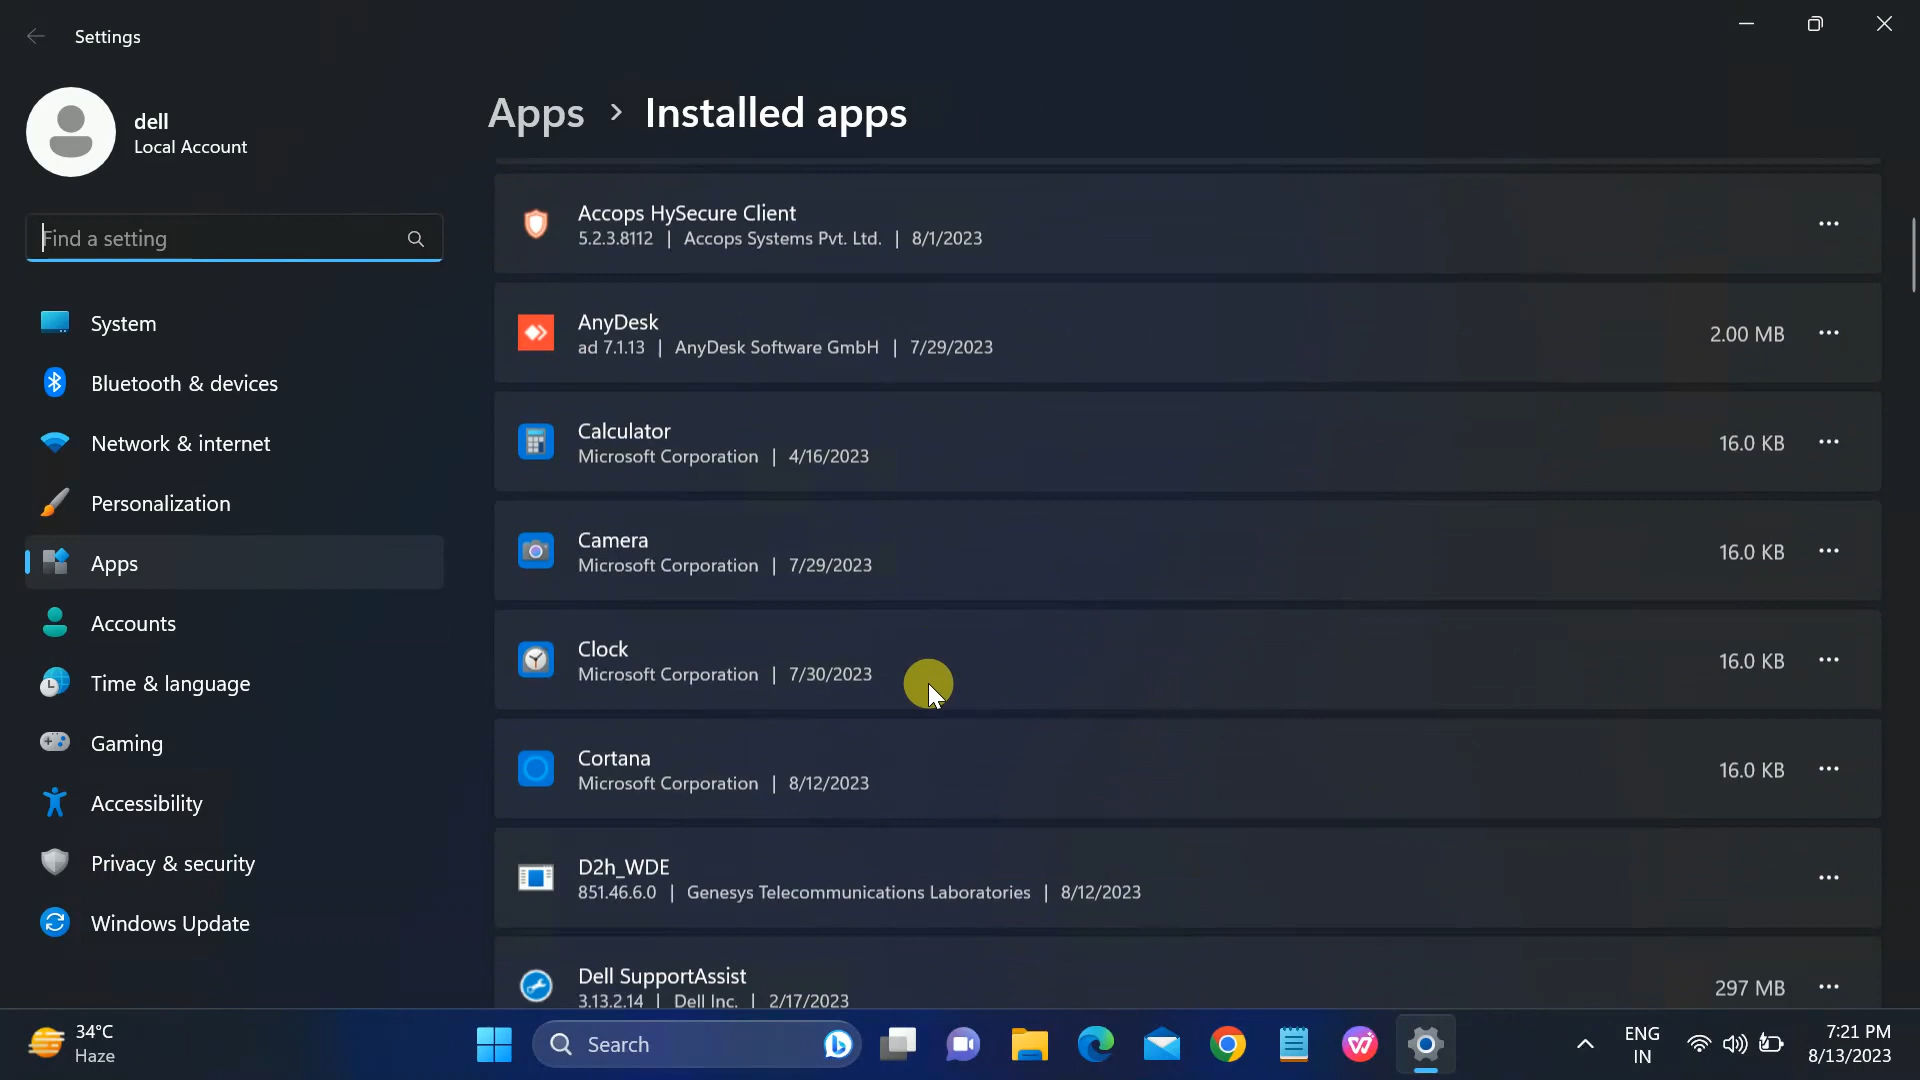 Settings
dell
Local Account
Find a setting
System
Bluetooth & devices
Network & internet
Personalization
Apps
Accounts
Time & language
Gaming
Accessibility
Privacy & security
Windows Update
Apps > Installed apps
Accops HySecure Client
5.2.3.8112 | Accops Systems Pvt. Ltd. | 8/1/2023
AnyDesk
ad 7.1.13 | AnyDesk Software GmbH | 7/29/2023
2.00 MB
Calculator
Microsoft Corporation | 4/16/2023
16.0 KB
Camera
Microsoft Corporation | 7/29/2023
16.0 KB
Clock
Microsoft Corporation | 7/30/2023
16.0 KB
Cortana
Microsoft Corporation | 8/12/2023
16.0 KB
D2h_WDE
851.46.6.0 | Genesys Telecommunications Laboratories | 8/12/2023
Dell SupportAssist
3.13.2.14 | Dell Inc. | 2/17/2023
297 MB
34°C
Haze
Search
ENG
IN
7:21 PM
8/13/2023